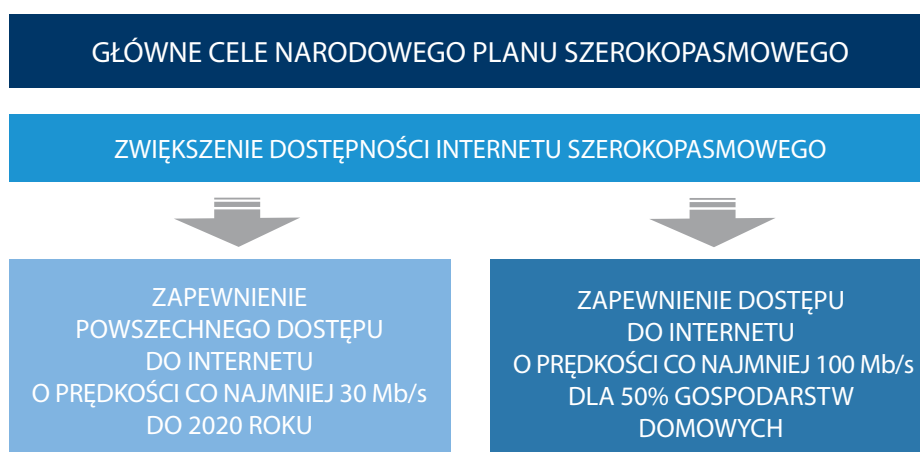 GŁÓWNE CELE NARODOWEGO PLANU SZEROKOPASMOWEGO
ZWIĘKSZENIE DOSTĘPNOŚCI INTERNETU SZEROKOPASMOWEGO
ZAPEWNIENIE
POWSZECHNEGO DOSTĘPU
DO INTERNETU
O PRĘDKOŚCI CO NAJMNIEJ 30 Mb/s
DO 2020 ROKU
ZAPEWNIENIE DOSTĘPU
DO INTERNETU
O PRĘDKOŚCI CO NAJMNIEJ 100 Mb/s
DLA 50% GOSPODARSTW
DOMOWYCH